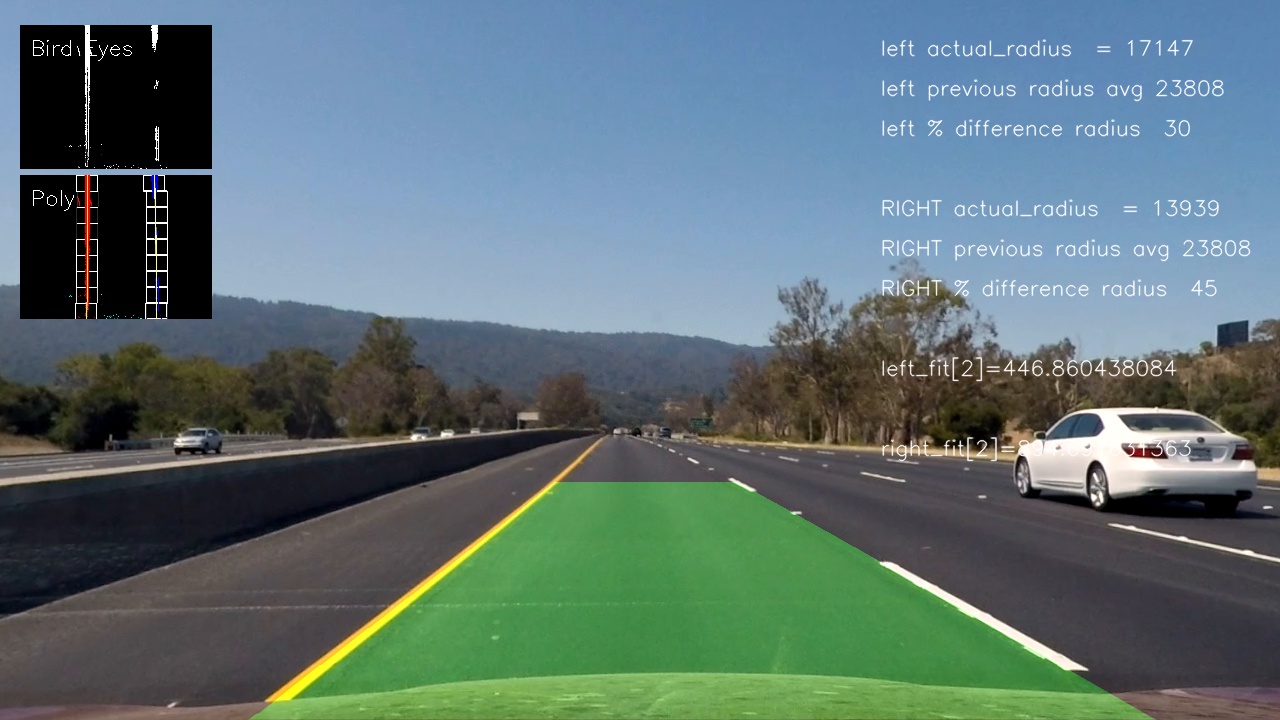 Bird Eyes
Poly
left actual_radius = 17147
left previous radius avg 23808
left % difference radius 30
RIGHT actual_radius = 13939
RIGHT previous radius avg 23808
RIGHT % difference radius 45
left_fit[2]=446.860438084
right_fit[2]=